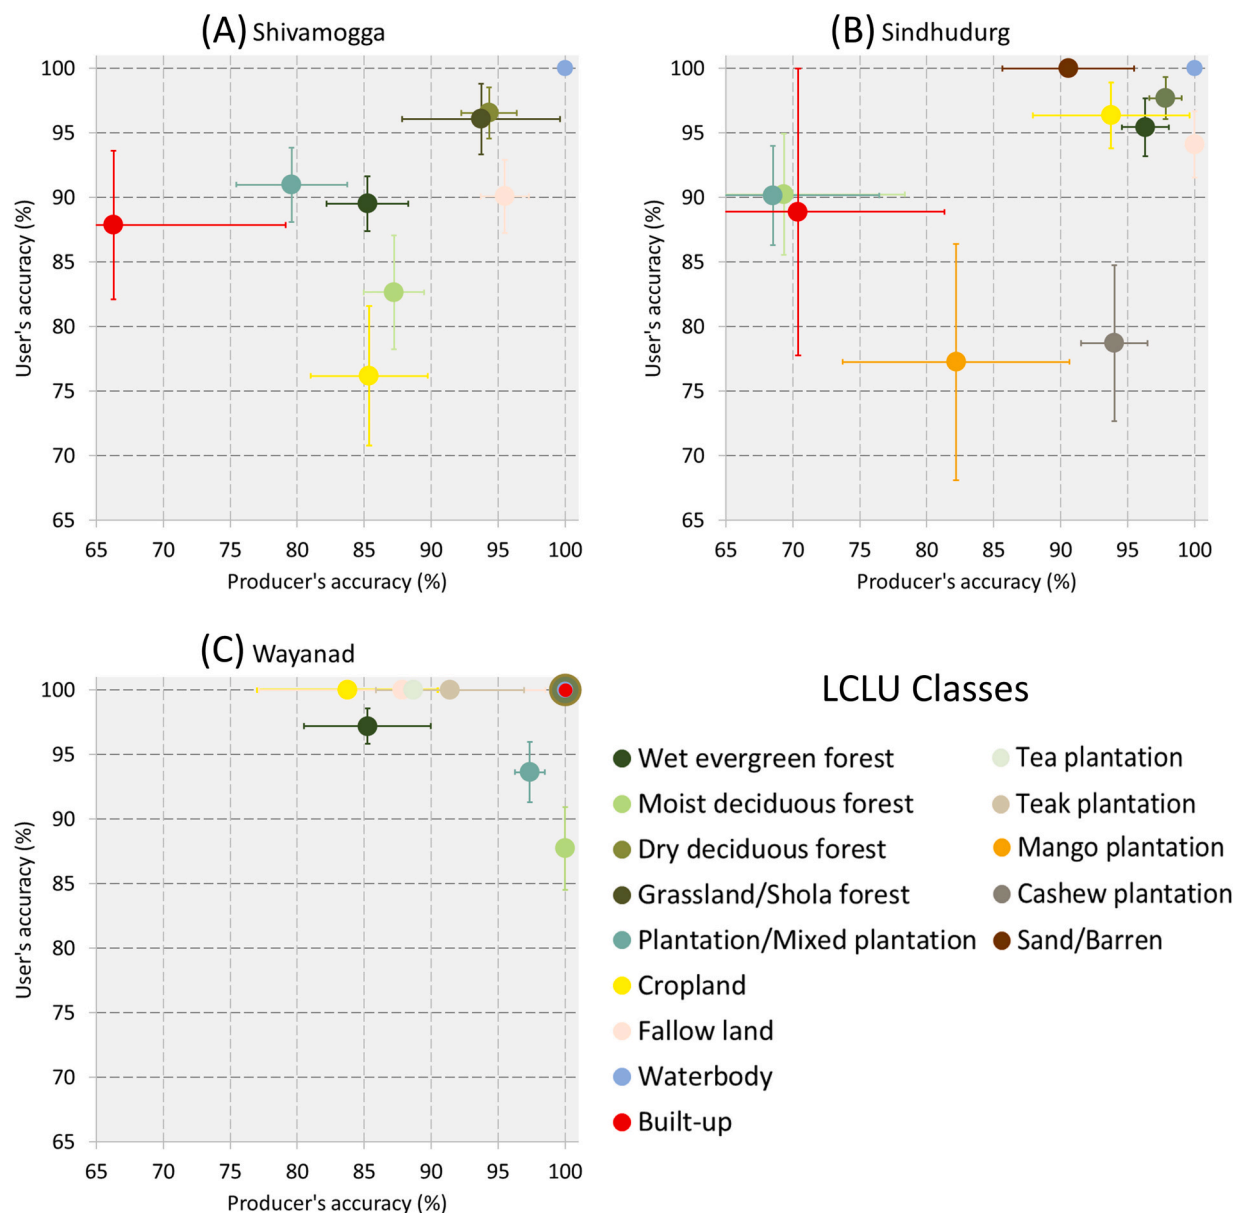 (A) Shivamogga
100
95
90
85
80
75
70
65
User's accuracy (%)
65 70 75 80 85 90 95 100
Producer's accuracy (%)
(B) Sindhudurg
100
95
90
85
80
75
70
65
User's accuracy (%)
65 70 75 80 85 90 95 100
Producer's accuracy (%)
(C) Wayanad
100
95
90
85
80
75
70
65
User's accuracy (%)
65 70 75 80 85 90 95 100
Producer's accuracy (%)
LCLU Classes
Wet evergreen forest
Moist deciduous forest
Dry deciduous forest
Grassland/Shola forest
Plantation/Mixed plantation
Cropland
Fallow land
Waterbody
Built-up
Tea plantation
Teak plantation
Mango plantation
Cashew plantation
Sand/Barren